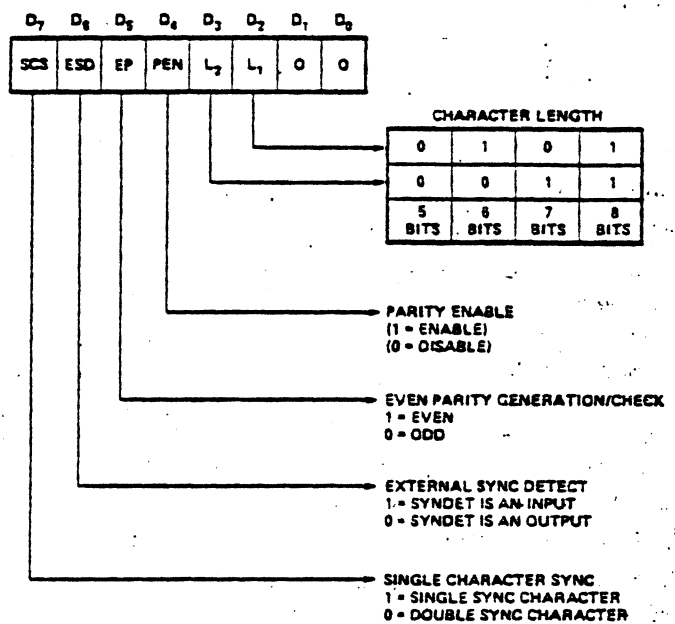 D7 D6 D5 D4 D3 D2 D1 D0
SCS ESD EP PEN L2 L1 0 0
CHARACTER LENGTH
0 1 0 1
0 0 1 1
5 BITS 6 BITS 7 BITS 8 BITS
PARITY ENABLE
(1 = ENABLE)
(0 = DISABLE)
EVEN PARITY GENERATION/CHECK
1 = EVEN
0 = ODD
EXTERNAL SYNC DETECT
1 = SYNDET IS AN INPUT
0 = SYNDET IS AN OUTPUT
SINGLE CHARACTER SYNC
1 = SINGLE SYNC CHARACTER
0 = DOUBLE SYNC CHARACTER